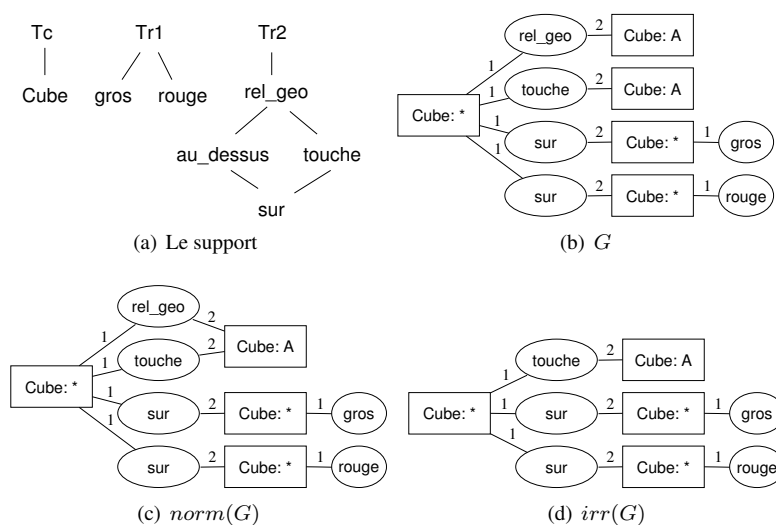 Tc Tr1 Tr2
Cube gros rouge rel_geo
au_dessus touche
sur
(a) Le support
rel_geo 2 Cube: A
1
touche 2 Cube: A
1
Cube: *
1
sur 2 Cube: * 1 gros
1
sur 2 Cube: * 1 rouge
(b) G
rel_geo 2
1
touche 2 Cube: A
1
Cube: *
1
sur 2 Cube: * 1 gros
1
sur 2 Cube: * 1 rouge
(c) norm(G)
touche 2 Cube: A
1
Cube: * 1 sur 2 Cube: * 1 gros
1
sur 2 Cube: * 1 rouge
(d) irr(G)